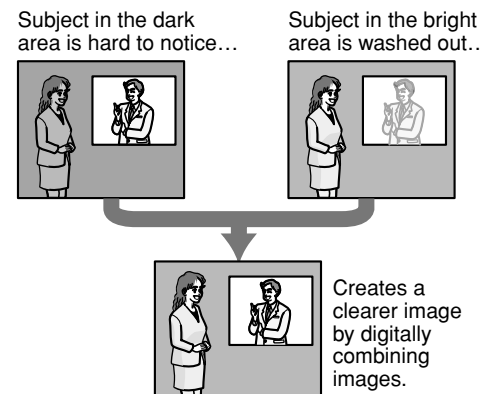 Subject in the dark
area is hard to notice…
Subject in the bright
area is washed out..
Creates a
clearer image
by digitally
combining
images.